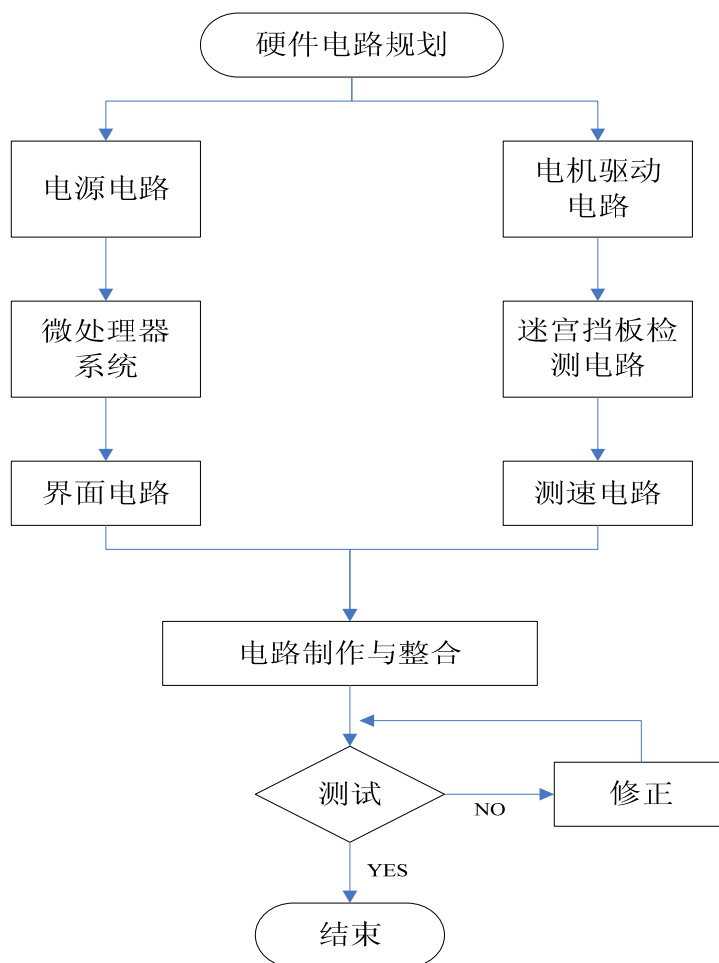 硬件电路规划
电源电路
电机驱动
电路
微处理器
系统
迷宫挡板检
测电路
界面电路
测速电路
电路制作与整合
测试
NO
修正
YES
结束